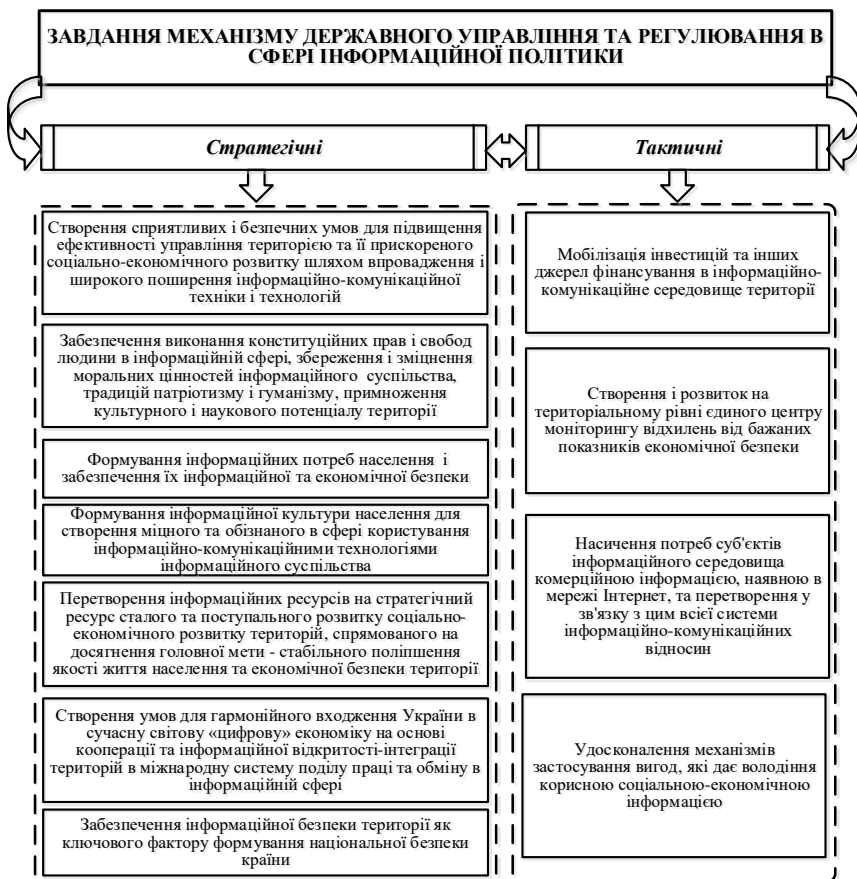 ЗАВДАННЯ МЕХАНІЗМУ ДЕРЖАВНОГО УПРАВЛІННЯ ТА РЕГУЛЮВАННЯ В
СФЕРІ ІНФОРМАЦІЙНОЇ ПОЛІТИКИ
Стратегічні
Створення сприятливих і безпечних умов для підвищення
ефективності управління територією та її прискореного
соціально-економічного розвитку шляхом впровадження і
широкого поширення інформаційно-комунікаційної
техніки і технологій
Забезпечення виконання конституційних прав і свобод
людини в інформаційній сфері, збереження і зміцнення
моральних цінностей інформаційного суспільства,
традицій патріотизму і гуманізму, примноження
культурного і наукового потенціалу території
Формування інформаційних потреб населення і
забезпечення їх інформаційної та економічної безпеки
Формування інформаційної культури населення для
створення міцного та обізнаного в сфері користування
інформаційно-комунікаційними технологіями
інформаційного суспільства
Перетворення інформаційних ресурсів на стратегічний
ресурс сталого та поступального розвитку соціально-
економічного розвитку територій, спрямованого на
досягнення головної мети - стабільного поліпшення
якості життя населення та економічної безпеки території
Створення умов для гармонійного входження України в
сучасну світову «цифрову» економіку на основі
кооперації та інформаційної відкритості-інтеграції
територій в міжнародну систему поділу праці та обміну в
інформаційній сфері
Забезпечення інформаційної безпеки території як
ключового фактору формування національної безпеки
країни
Тактичні
Мобілізація інвестицій та інших
джерел фінансування в інформаційно-
комунікаційне середовище території
Створення і розвиток на
територіальному рівні єдиного центру
моніторингу відхилень від бажаних
показників економічної безпеки
Насичення потреб суб'єктів
інформаційного середовища
комерційною інформацією, наявною в
мережі Інтернет, та перетворення у
зв'язку з цим всієї системи
інформаційно-комунікаційних
відносин
Удосконалення механізмів
застосування вигод, які дає володіння
корисною соціальною-економічною
інформацією